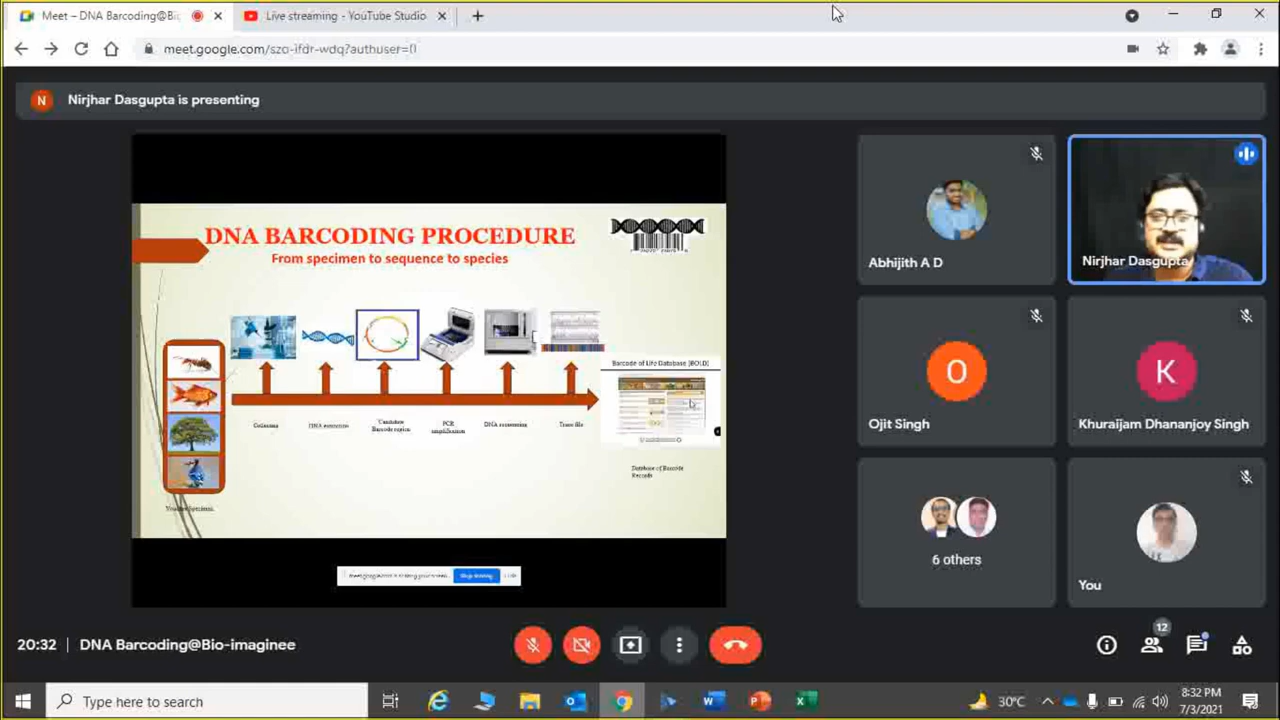 Meet – DNA Barcoding@Bi
Live streaming - YouTube Studio
meet.google.com/szq-ifdr-wdq?authuser=0
N
Nirjhar Dasgupta is presenting
DNA BARCODING PROCEDURE
From specimen to sequence to species
Barcode of Life Database [BOLD]
Collection
DNA extraction
Candidate
Barcode region
PCR
amplification
DNA sequencing
Trace file
Database of Barcode
Records
Stop sharing
Hide
Abhijith A D
Nirjhar Dasgupta
O
Ojit Singh
K
Khuraijam Dhananjoy Singh
6 others
You
20:32 | DNA Barcoding@Bio-imaginee
12
Type here to search
30°C
8:32 PM
7/3/2021